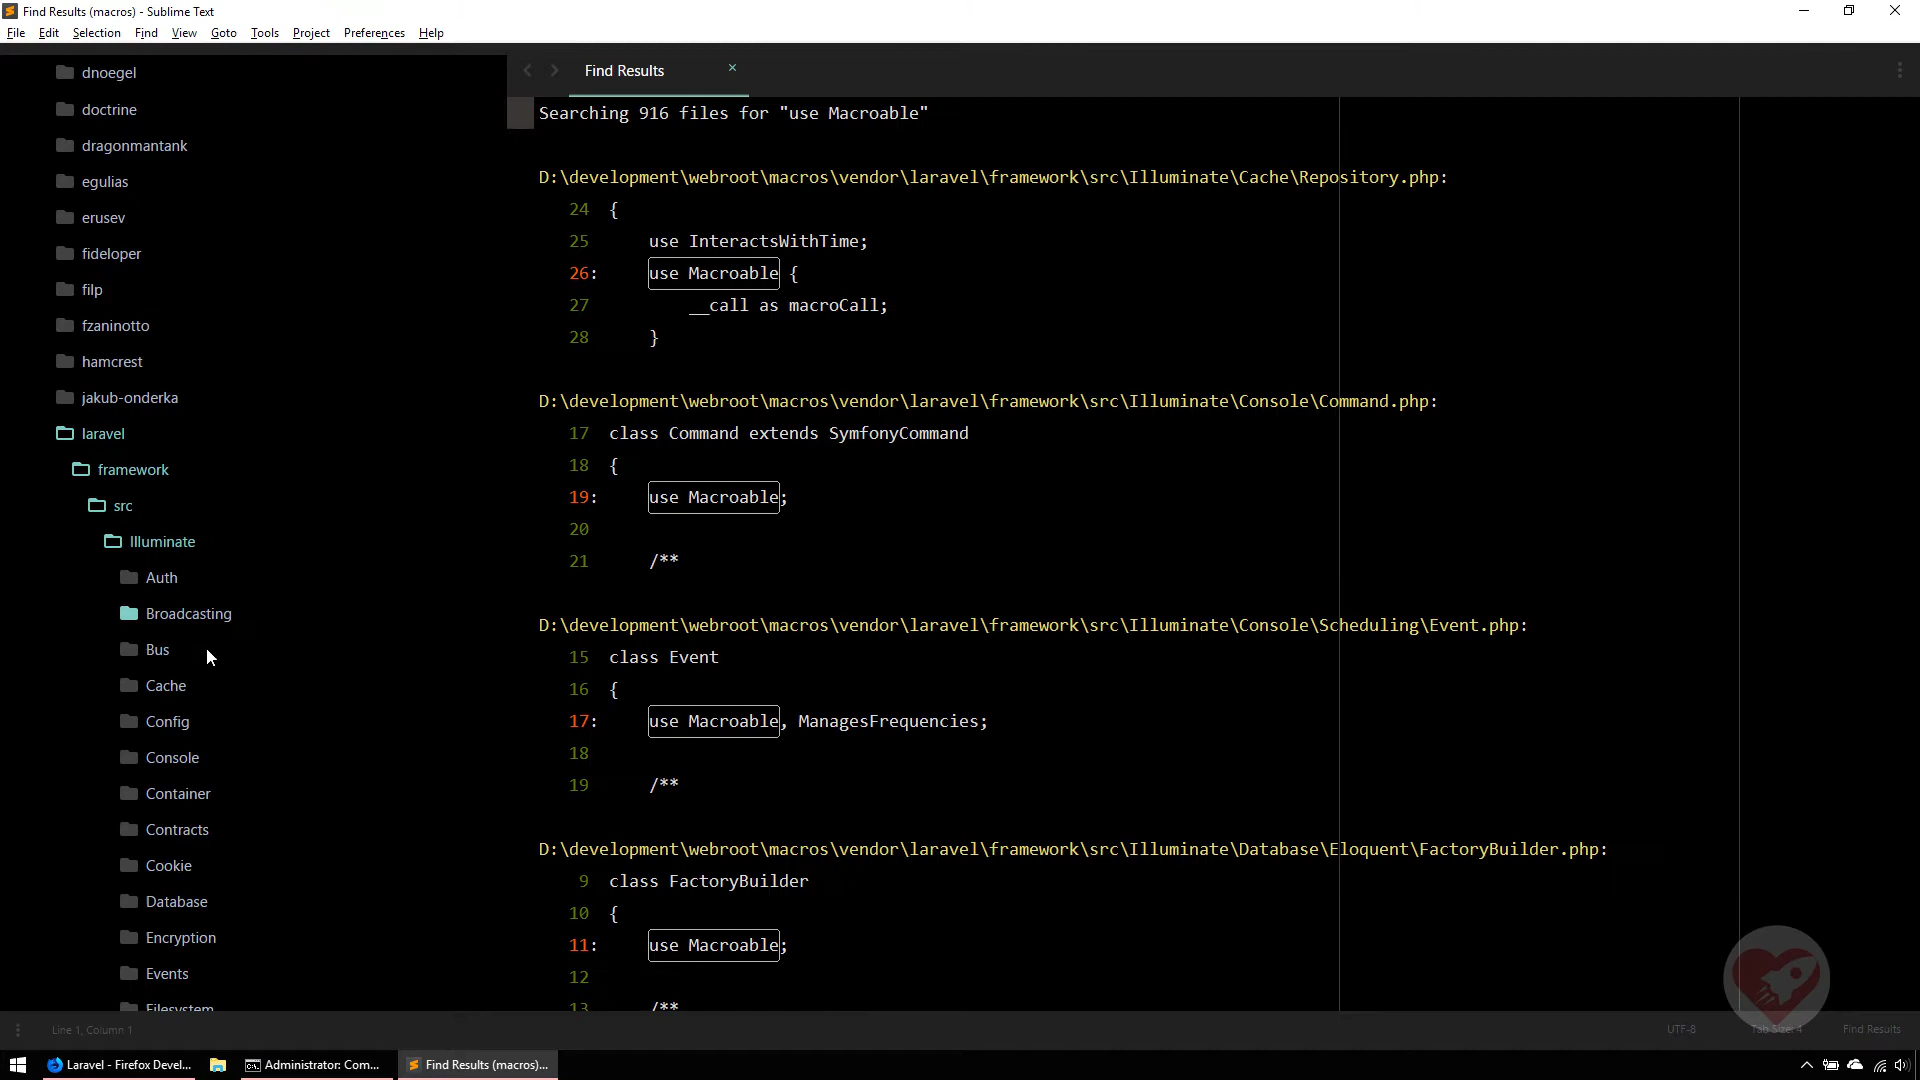 Find Results (macros) - Sublime Text
File Edit Selection Find View Goto Tools Project Preferences Help
dnoegel
doctrine
dragonmantank
egulias
erusev
fideloper
filp
fzaninotto
hamcrest
jakub-onderka
laravel
framework
src
Illuminate
Auth
Broadcasting
Bus
Cache
Config
Console
Container
Contracts
Cookie
Database
Encryption
Events
Filesystem
Find Results ×
Searching 916 files for "use Macroable"
D:\development\webroot\macros\vendor\laravel\framework\src\Illuminate\Cache\Repository.php:
24 {
25 use InteractsWithTime;
26: use Macroable {
27 __call as macroCall;
28 }
D:\development\webroot\macros\vendor\laravel\framework\src\Illuminate\Console\Command.php:
17 class Command extends SymfonyCommand
18 {
19: use Macroable;
20
21 /**
D:\development\webroot\macros\vendor\laravel\framework\src\Illuminate\Console\Scheduling\Event.php:
15 class Event
16 {
17: use Macroable, ManagesFrequencies;
18
19 /**
D:\development\webroot\macros\vendor\laravel\framework\src\Illuminate\Database\Eloquent\FactoryBuilder.php:
9 class FactoryBuilder
10 {
11: use Macroable;
12
13 /**
Line 1, Column 1 UTF-8 Tab Size: 4 Find Results
Laravel - Firefox Devel... Administrator: Com... Find Results (macros)...